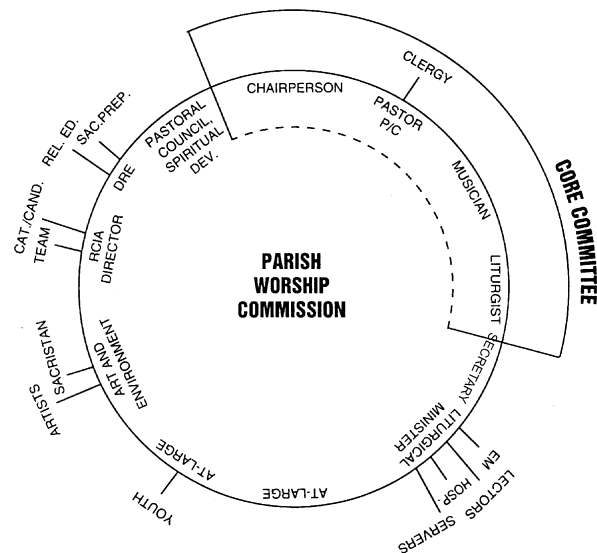 CORE COMMITTEE
CLERGY
CHAIRPERSON
PASTOR
P/C
MUSICIAN
LITURGIST
SECRETARY
LITURGICAL
MINISTER
EM
LECTORS
HOSP.
SERVERS
AT-LARGE
AT-LARGE
YOUTH
ART AND
ENVIRONMENT
SACRISTAN
ARTISTS
RCIA
DIRECTOR
TEAM
CAT./CAND.
DRE
REL. ED.
SAC.PREP.
PASTORAL
COUNCIL,
SPIRITUAL
DEV.
PARISH
WORSHIP
COMMISSION